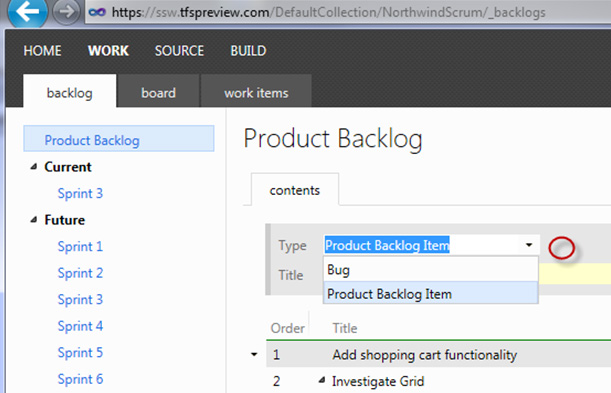 https://ssw.tfspreview.com/DefaultCollection/NorthwindScrum/_backlogs
HOME WORK SOURCE BUILD
backlog board work items
Product Backlog
Current
Sprint 3
Future
Sprint 1
Sprint 2
Sprint 3
Sprint 4
Sprint 5
Sprint 6
Product Backlog
contents
Type Product Backlog Item
Title
Bug
Product Backlog Item
Order Title
1 Add shopping cart functionality
2 Investigate Grid